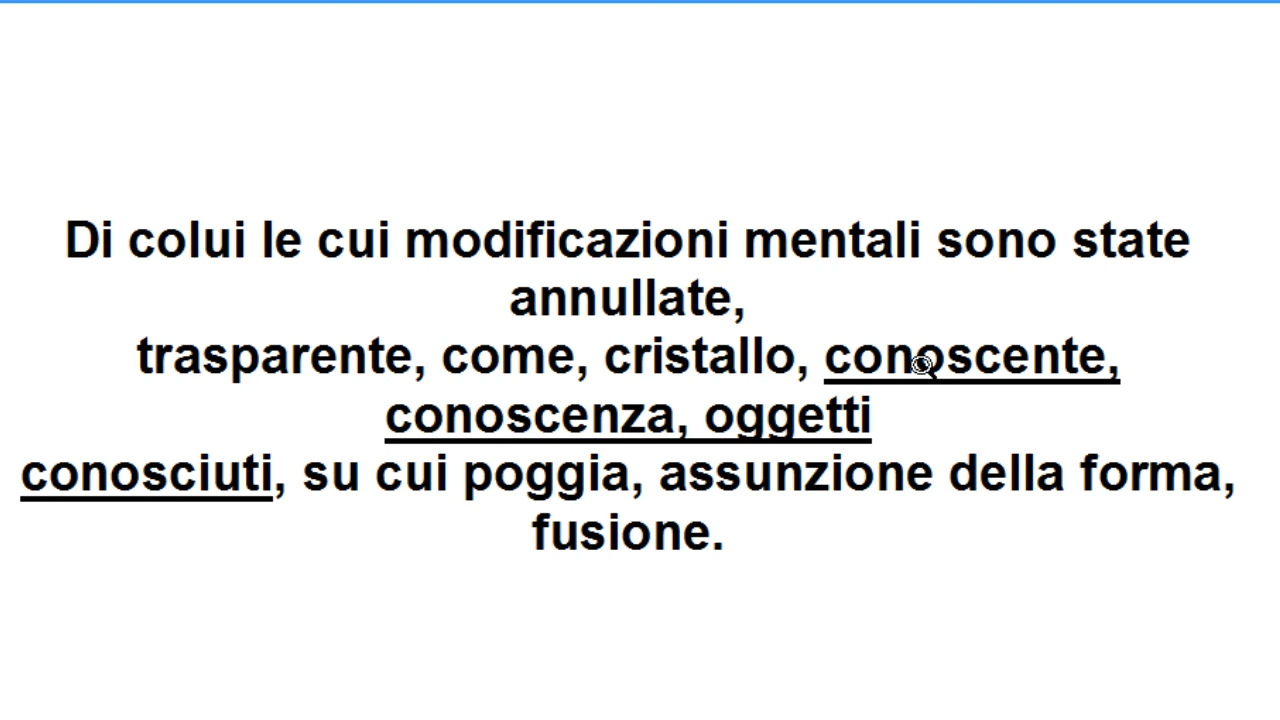 Di colui le cui modificazioni mentali sono state
annullate,
trasparente, come, cristallo, conoscente,
conoscenza, oggetti
conosciuti, su cui poggia, assunzione della forma,
fusione.